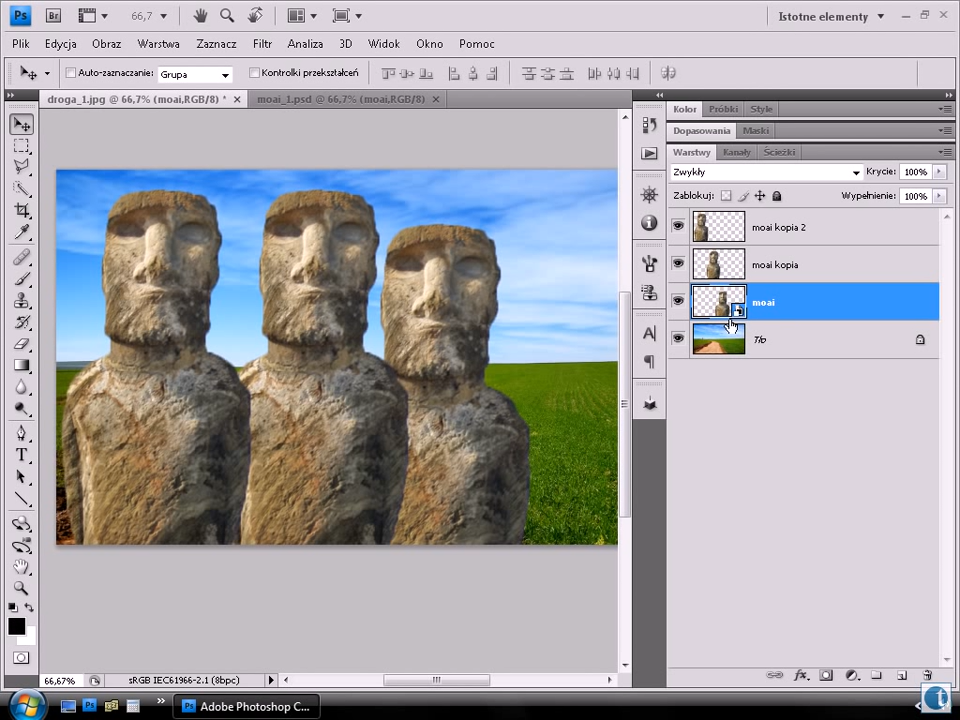 Ps Br 66,7 Istotne elementy
Plik Edycja Obraz Warstwa Zaznacz Filtr Analiza 3D Widok Okno Pomoc
Auto-zaznaczanie: Grupa Kontrolki przekształceń
droga_1.jpg @ 66,7% (moai,RGB/8) * × moai_1.psd @ 66,7% (moai,RGB/8) ×
Kolor Próbki Style
Dopasowania Maski
Warstwy Kanały Ścieżki
Zwykły Krycie: 100%
Zablokuj: Wypełnienie: 100%
moai kopia 2
moai kopia
moai
Tło
66,67% sRGB IEC61966-2.1 (8bpc)
Adobe Photoshop C...